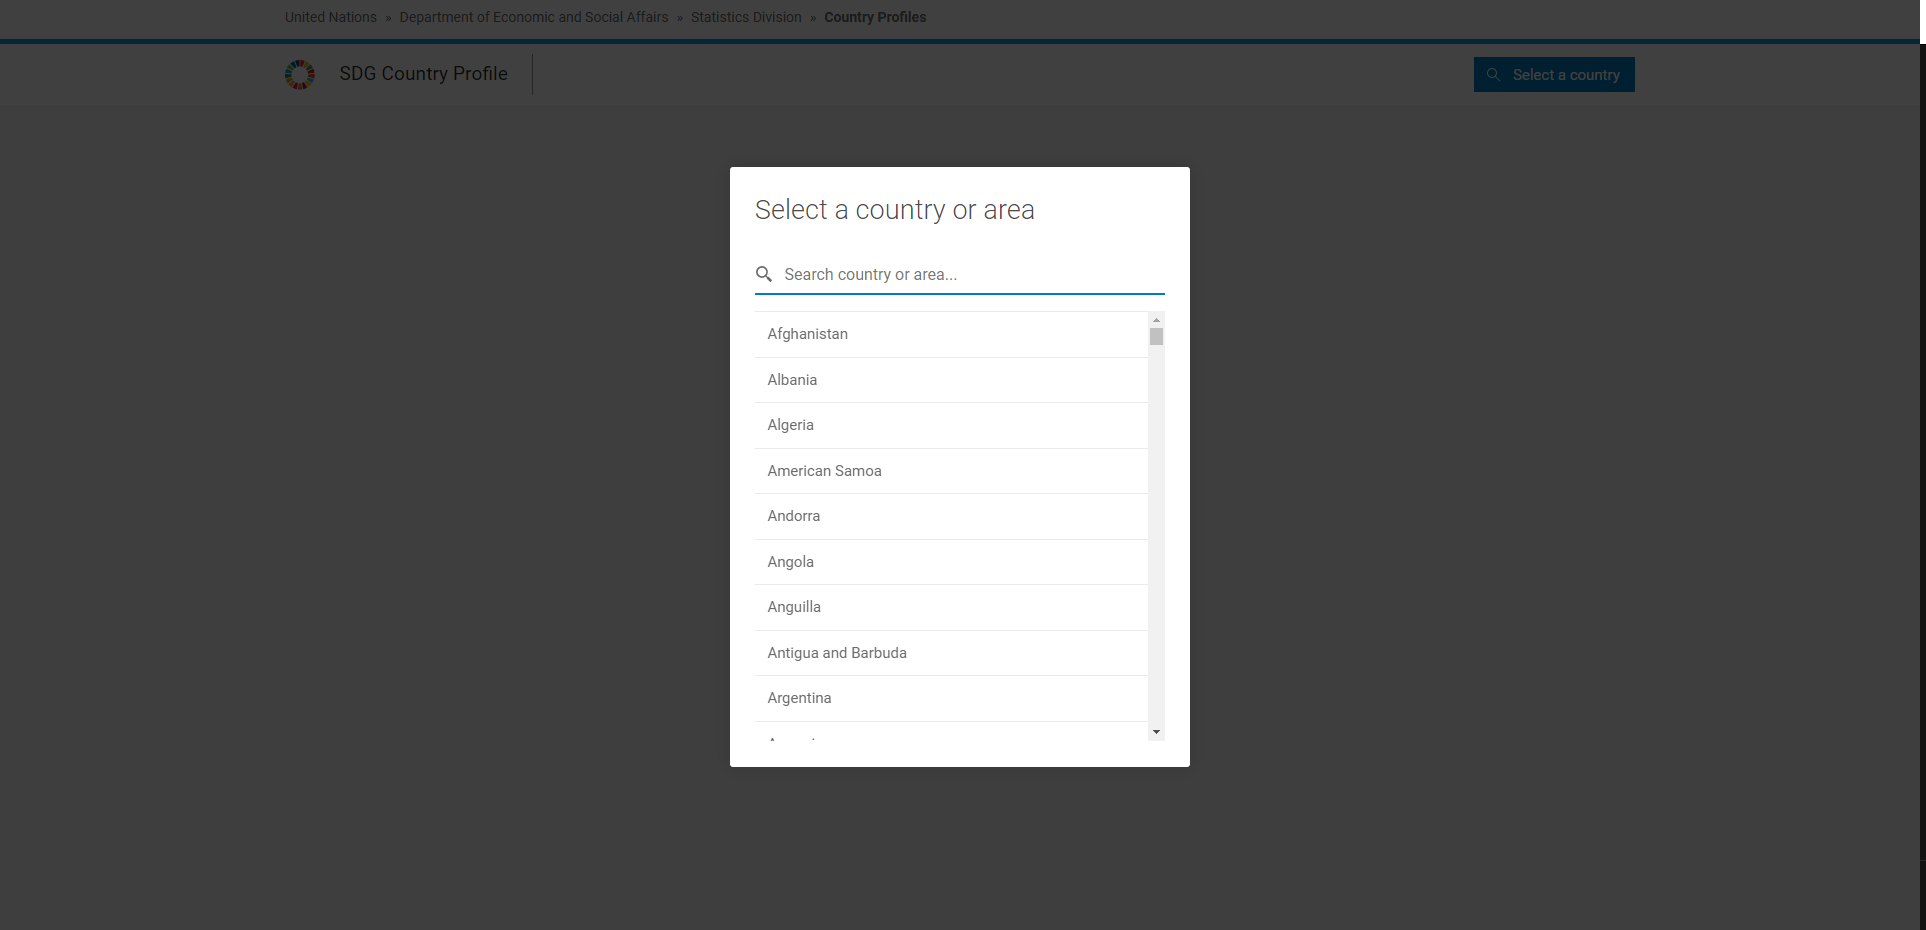 United Nations » Department of Economic and Social Affairs » Statistics Division » Country Profiles
SDG Country Profile
Select a country
Select a country or area
Search country or area...
Afghanistan
Albania
Algeria
American Samoa
Andorra
Angola
Anguilla
Antigua and Barbuda
Argentina